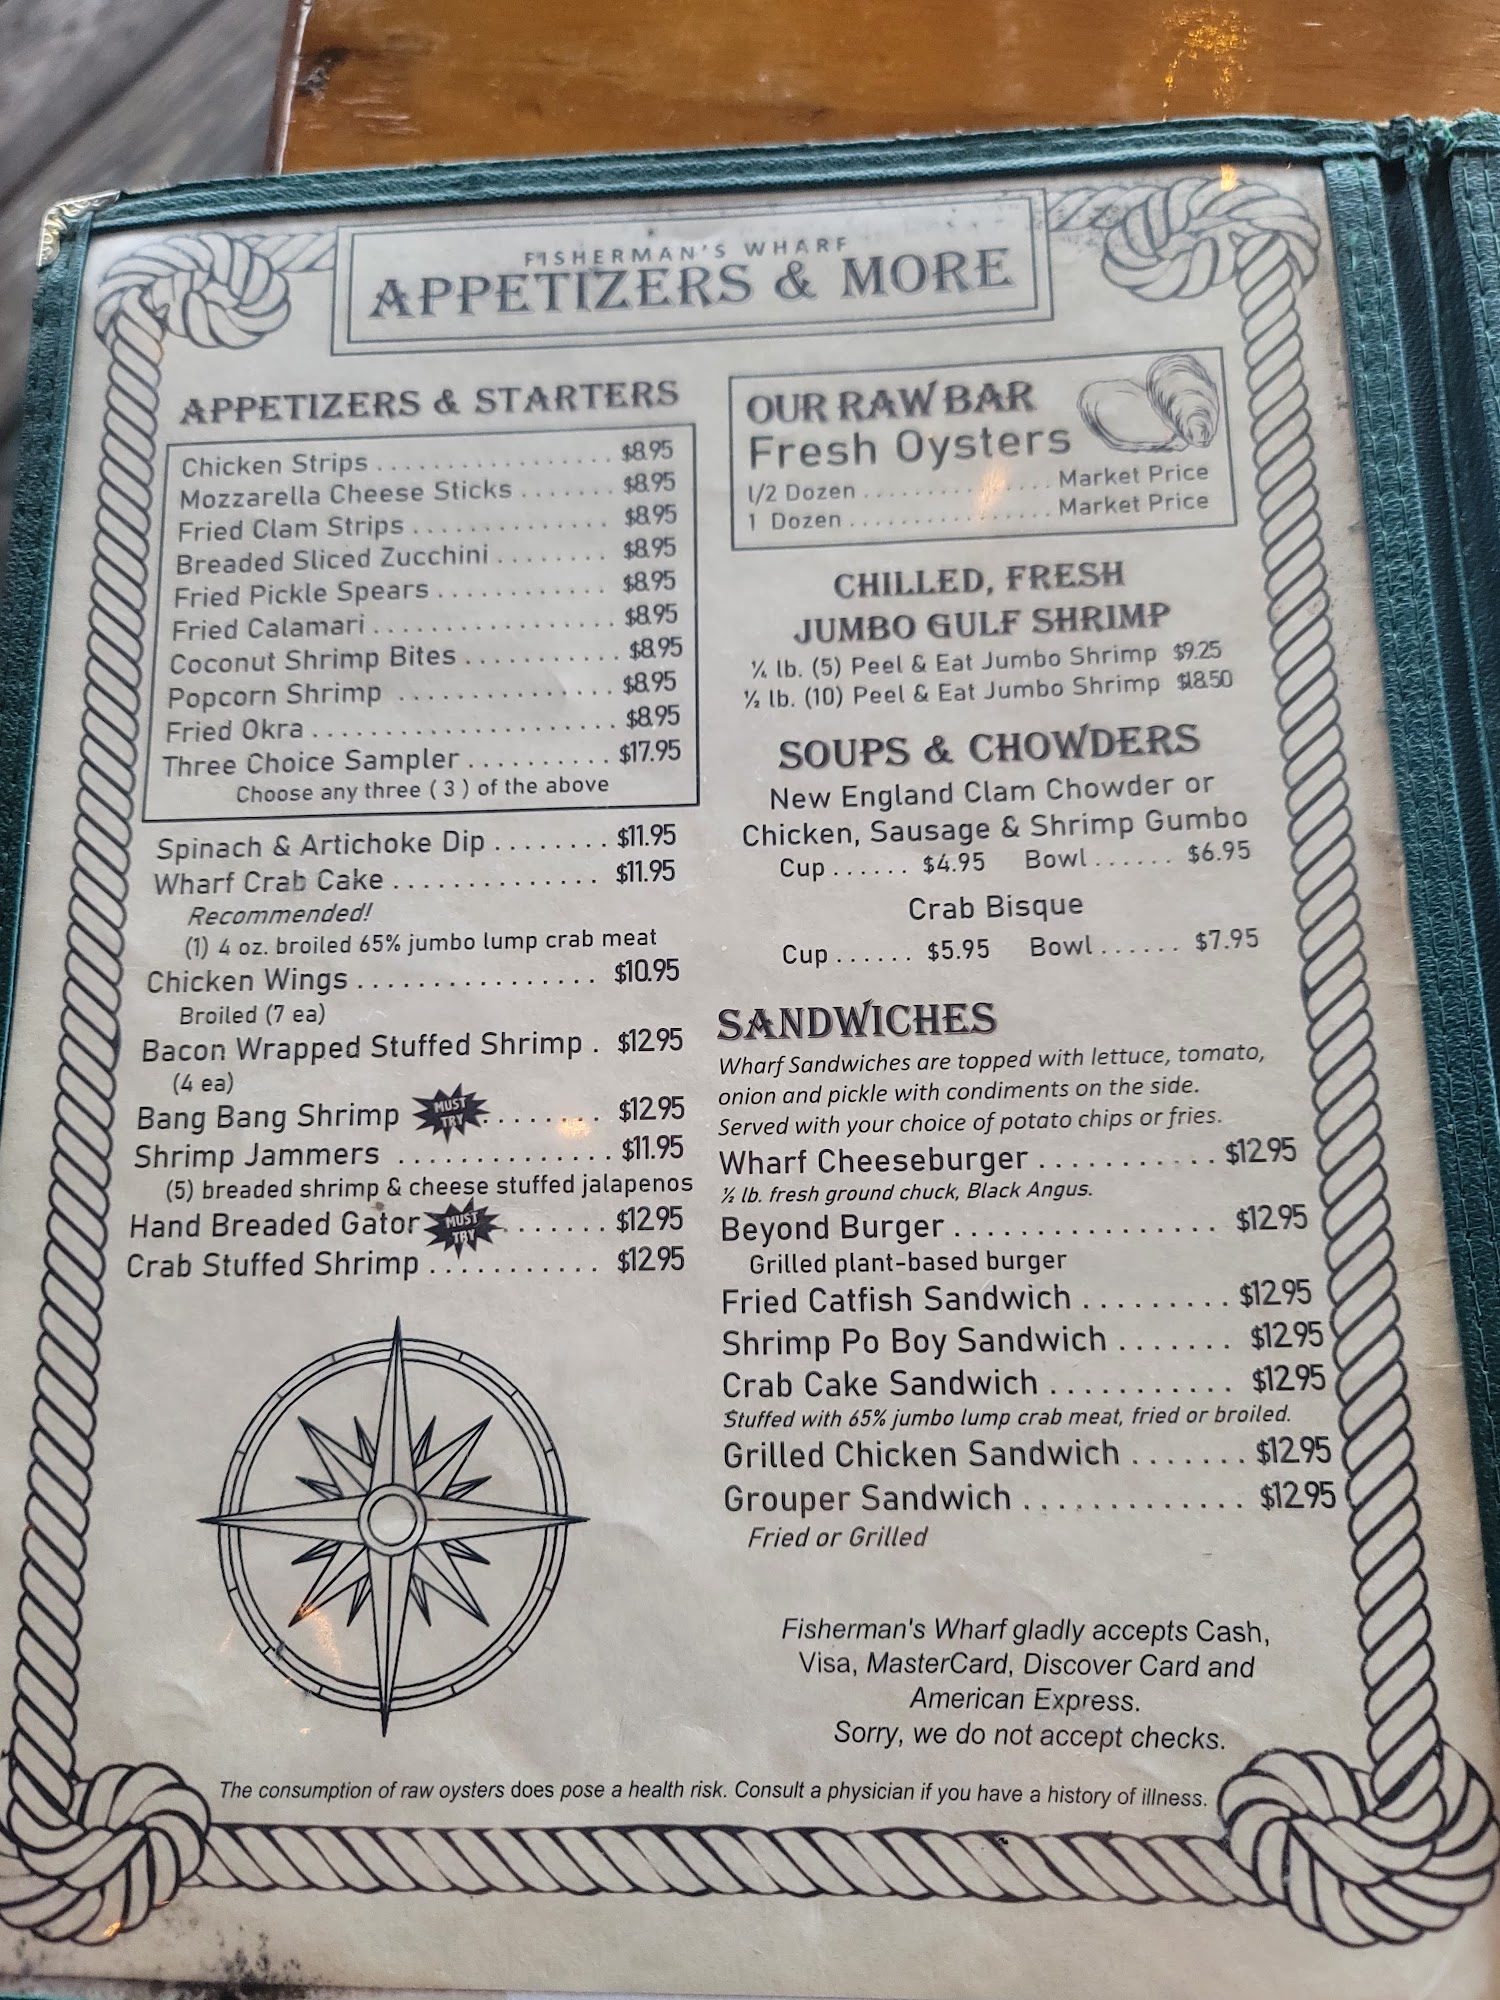 FISHERMAN'S WHARF
APPETIZERS & MORE
APPETIZERS & STARTERS
Chicken Strips ................. $8.95
Mozzarella Cheese Sticks ....... $8.95
Fried Clam Strips .............. $8.95
Breaded Sliced Zucchini ........ $8.95
Fried Pickle Spears ............ $8.95
Fried Calamari ................. $8.95
Coconut Shrimp Bites ........... $8.95
Popcorn Shrimp ................ $8.95
Fried Okra ..................... $8.95
Three Choice Sampler .......... $17.95
Choose any three ( 3 ) of the above
Spinach & Artichoke Dip ........ $11.95
Wharf Crab Cake .............. $11.95
Recommended!
(1) 4 oz. broiled 65% jumbo lump crab meat
Chicken Wings ................ $10.95
Broiled (7 ea)
Bacon Wrapped Stuffed Shrimp . $12.95
(4 ea)
Bang Bang Shrimp MUST TRY ....... $12.95
Shrimp Jammers .............. $11.95
(5) breaded shrimp & cheese stuffed jalapenos
Hand Breaded Gator MUST TRY ....... $12.95
Crab Stuffed Shrimp ........... $12.95
OUR RAW BAR
Fresh Oysters
1/2 Dozen ................ Market Price
1 Dozen ................. Market Price
CHILLED, FRESH
JUMBO GULF SHRIMP
¼ lb. (5) Peel & Eat Jumbo Shrimp $9.25
½ lb. (10) Peel & Eat Jumbo Shrimp $18.50
SOUPS & CHOWDERS
New England Clam Chowder or
Chicken, Sausage & Shrimp Gumbo
Cup ...... $4.95 Bowl ...... $6.95
Crab Bisque
Cup ...... $5.95 Bowl ...... $7.95
SANDWICHES
Wharf Sandwiches are topped with lettuce, tomato,
onion and pickle with condiments on the side.
Served with your choice of potato chips or fries.
Wharf Cheeseburger ........... $12.95
½ lb. fresh ground chuck, Black Angus.
Beyond Burger ................ $12.95
Grilled plant-based burger
Fried Catfish Sandwich ......... $12.95
Shrimp Po Boy Sandwich ....... $12.95
Crab Cake Sandwich ........... $12.95
Stuffed with 65% jumbo lump crab meat, fried or broiled.
Grilled Chicken Sandwich ....... $12.95
Grouper Sandwich ............. $12.95
Fried or Grilled
Fisherman's Wharf gladly accepts Cash,
Visa, MasterCard, Discover Card and
American Express.
Sorry, we do not accept checks.
The consumption of raw oysters does pose a health risk. Consult a physician if you have a history of illness.